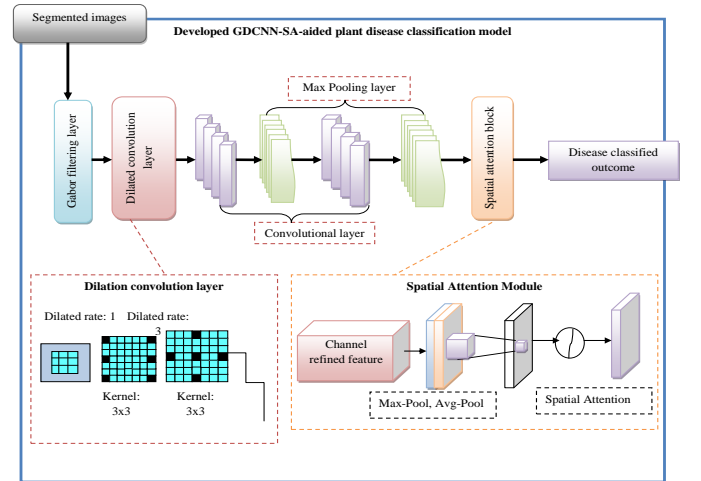 Segmented images
Developed GDCNN-SA-aided plant disease classification model
Max Pooling layer
Gabor filtering layer
Dilated convolution
layer
Spatial attention block
Disease classified
outcome
Convolutional layer
Dilation convolution layer
Dilated rate: 1
Dilated rate:
3
Kernel:
3x3
Kernel:
3x3
Spatial Attention Module
Channel
refined feature
Max-Pool, Avg-Pool
Spatial Attention